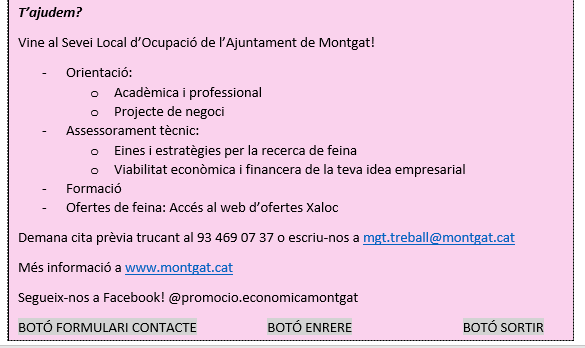 T’ajudem?
Vine al Sevei Local d’Ocupació de l’Ajuntament de Montgat!
- Orientació:
o Acadèmica i professional
o Projecte de negoci
- Assessorament tècnic:
o Eines i estratègies per la recerca de feina
o Viabilitat econòmica i financera de la teva idea empresarial
- Formació
- Ofertes de feina: Accés al web d’ofertes Xaloc
Demana cita prèvia trucant al 93 469 07 37 o escriu-nos a mgt.treball@montgat.cat
Més informació a www.montgat.cat
Segueix-nos a Facebook! @promocio.economicamontgat
BOTÓ FORMULARI CONTACTE BOTÓ ENRERE BOTÓ SORTIR